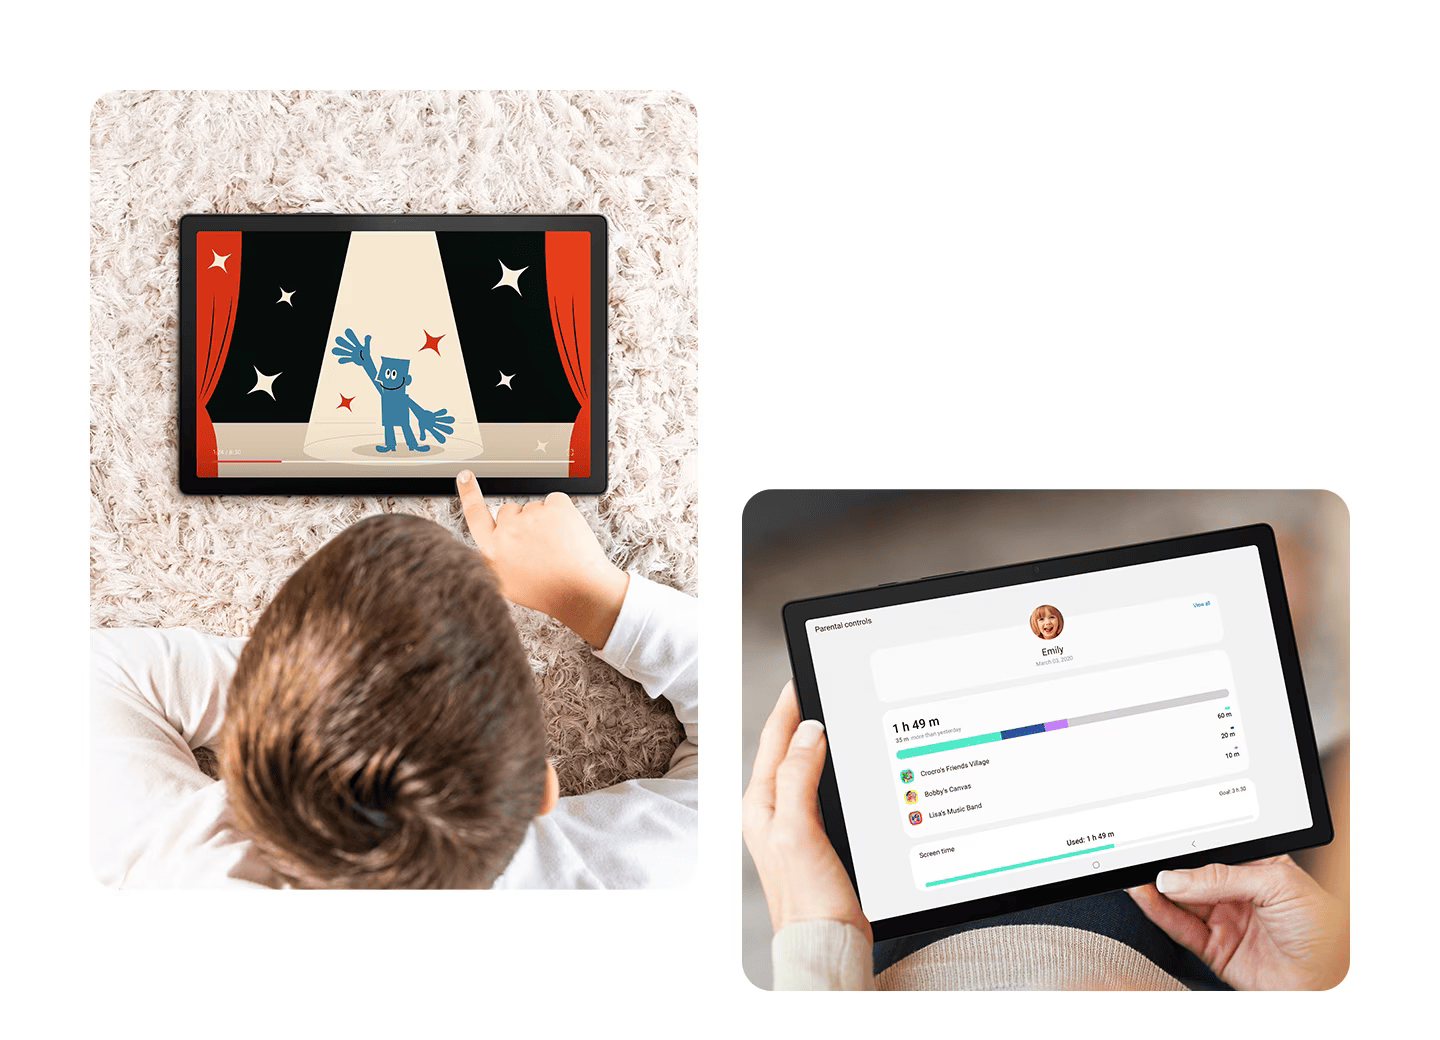 1:24 / 8:30
Parental controls
View all
Emily
March 03, 2020
1 h 49 m
35 m more than yesterday
60 m
20 m
10 m
Crocro's Friends Village
Bobby's Canvas
Lisa's Music Band
Screen time
Used: 1 h 49 m
Goal: 3 h 30